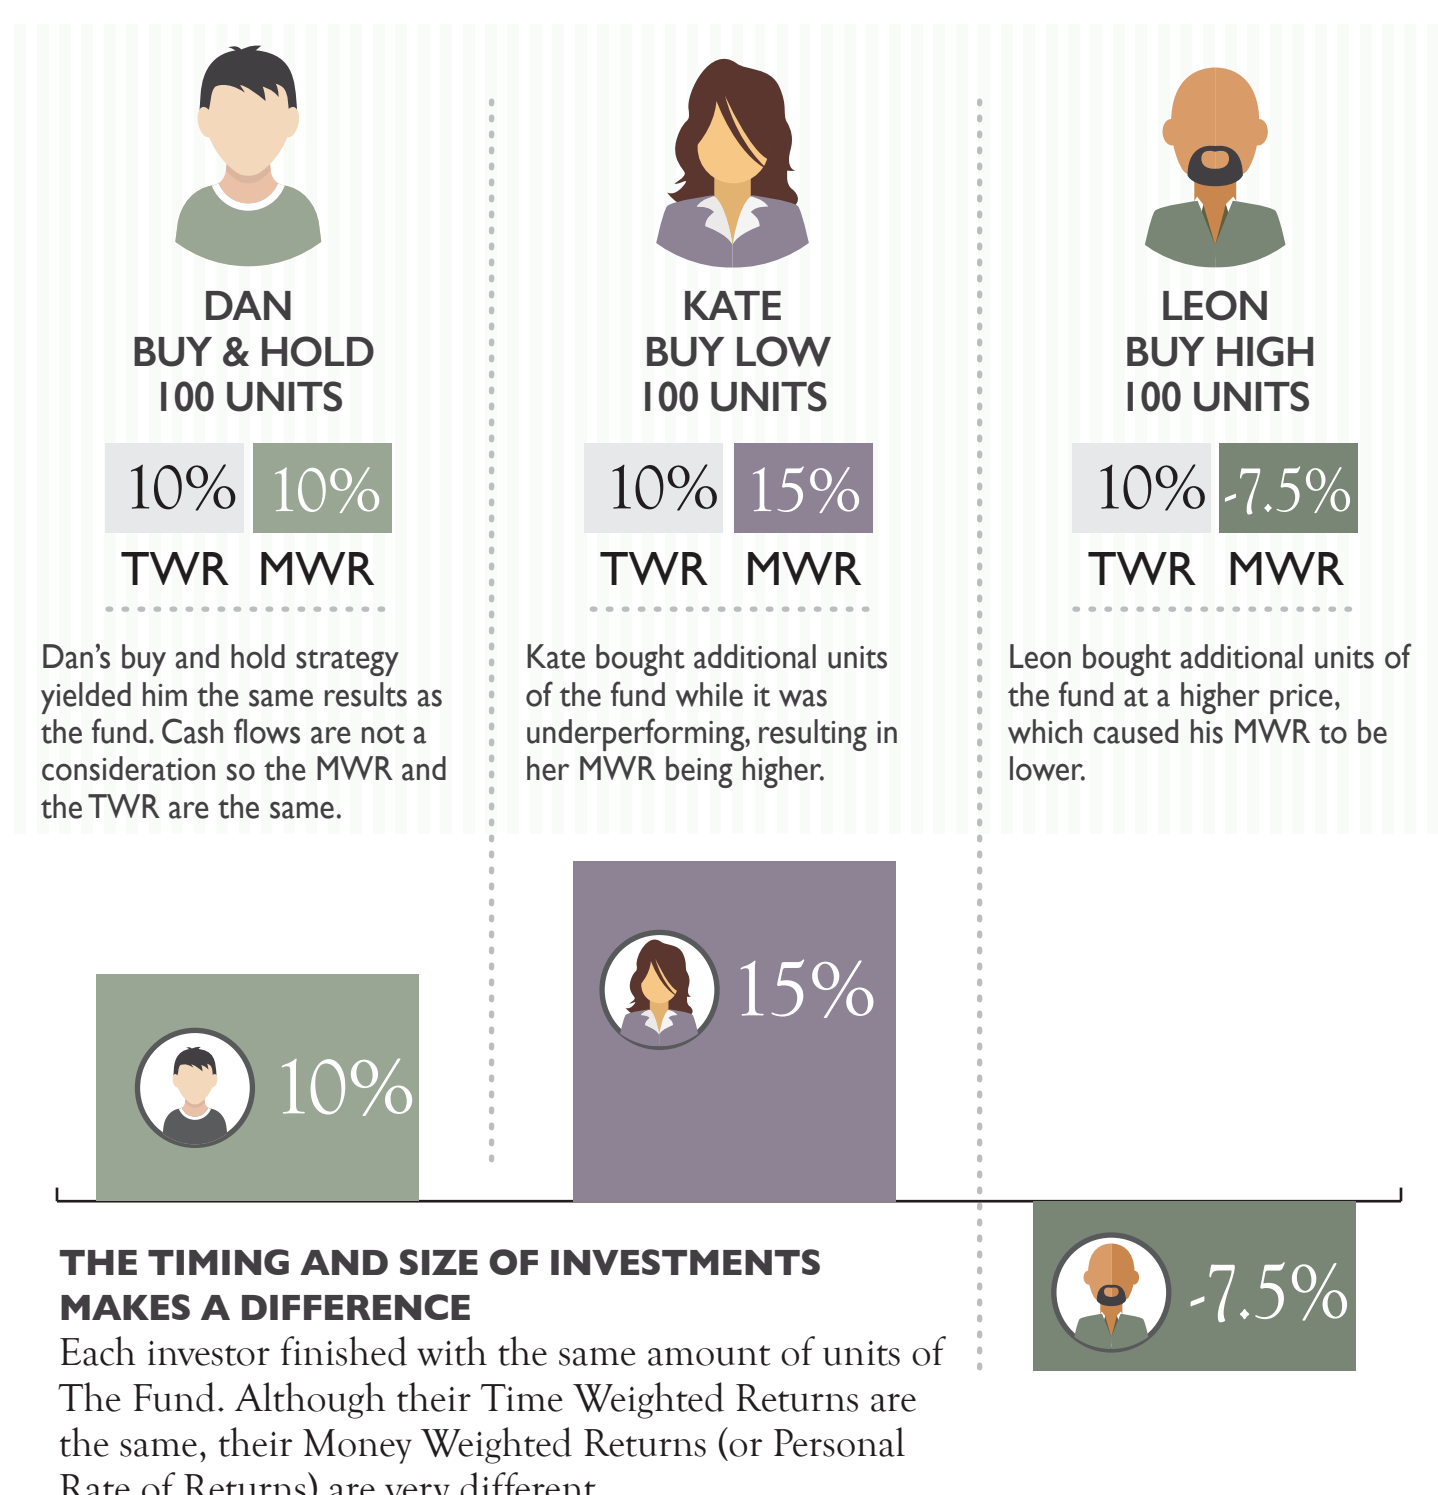 DAN
BUY & HOLD
100 UNITS
10% 10%
TWR MWR
Dan's buy and hold strategy
yielded him the same results as
the fund. Cash flows are not a
consideration so the MWR and
the TWR are the same.
KATE
BUY LOW
100 UNITS
10% 15%
TWR MWR
Kate bought additional units
of the fund while it was
underperforming, resulting in
her MWR being higher.
LEON
BUY HIGH
100 UNITS
10% -7.5%
TWR MWR
Leon bought additional units of
the fund at a higher price,
which caused his MWR to be
lower.
10%
15%
-7.5%
THE TIMING AND SIZE OF INVESTMENTS
MAKES A DIFFERENCE
Each investor finished with the same amount of units of
The Fund. Although their Time Weighted Returns are
the same, their Money Weighted Returns (or Personal
Rate of Returns) are very different